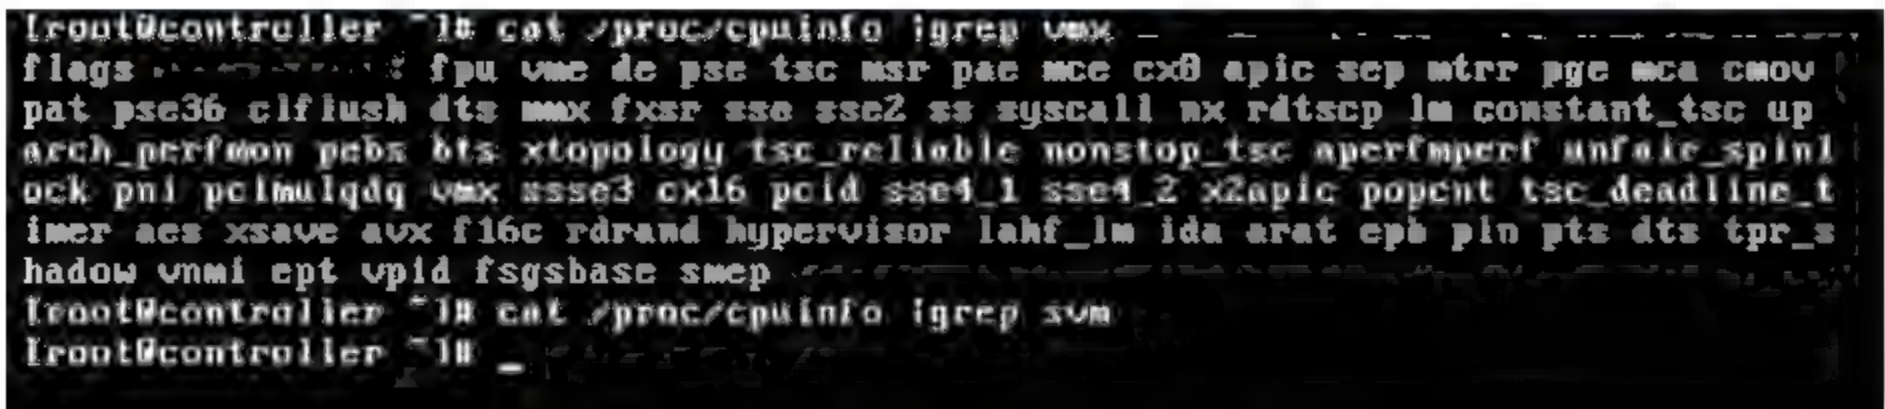 [root@controller ~]# cat /proc/cpuinfo |grep vmx
flags : fpu vme de pse tsc msr pae mce cx8 apic sep mtrr pge mca cmov
pat pse36 clflush dts mmx fxsr sse sse2 ss syscall nx rdtscp lm constant_tsc up
arch_perfmon pebs bts xtopology tsc_reliable nonstop_tsc aperfmperf unfair_spinl
ock pni pclmulqdq vmx ssse3 cx16 pcid sse4_1 sse4_2 x2apic popcnt tsc_deadline_t
imer aes xsave avx f16c rdrand hypervisor lahf_lm ida arat epb pln pts dts tpr_s
hadow vnmi ept vpid fsgsbase smep
[root@controller ~]# cat /proc/cpuinfo |grep svm
[root@controller ~]# _